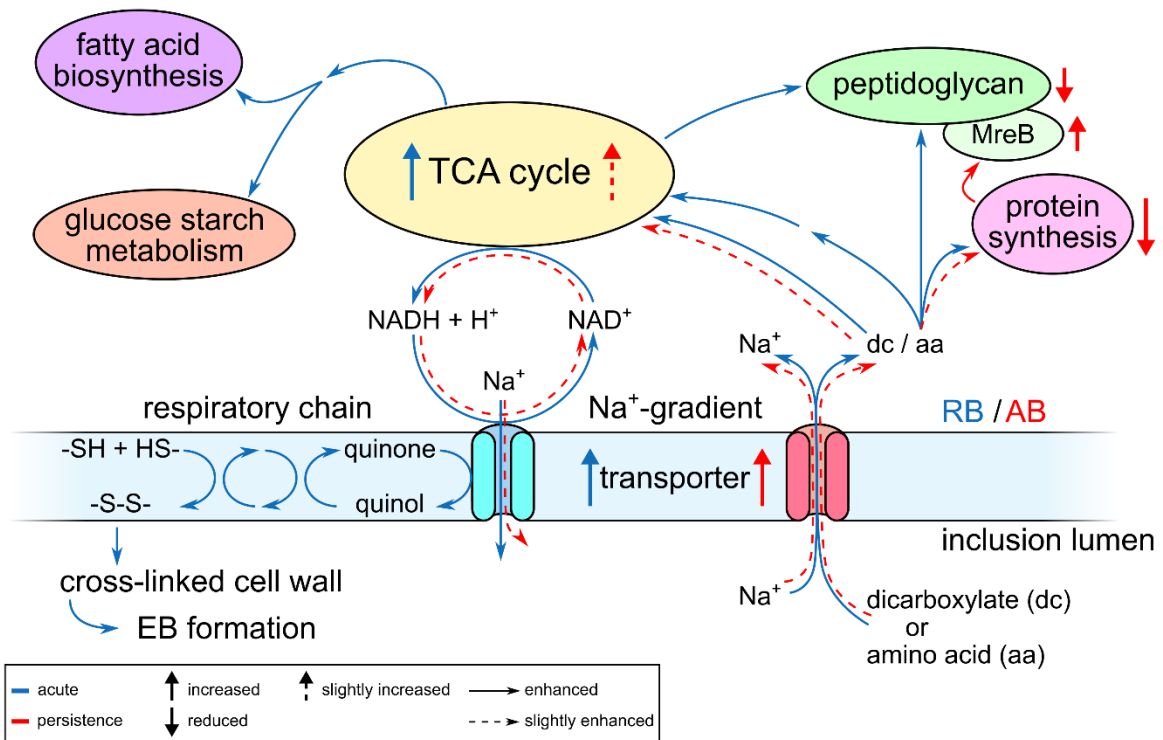 fatty acid
biosynthesis
peptidoglycan
MreB
TCA cycle
glucose starch
metabolism
protein
synthesis
NADH + H⁺
NAD⁺
Na⁺
dc / aa
Na⁺
respiratory chain
Na⁺-gradient
RB / AB
-SH + HS-
quinone
transporter
-S-S-
quinol
inclusion lumen
cross-linked cell wall
Na⁺
dicarboxylate (dc)
or
amino acid (aa)
EB formation
acute
increased
slightly increased
enhanced
persistence
reduced
slightly enhanced